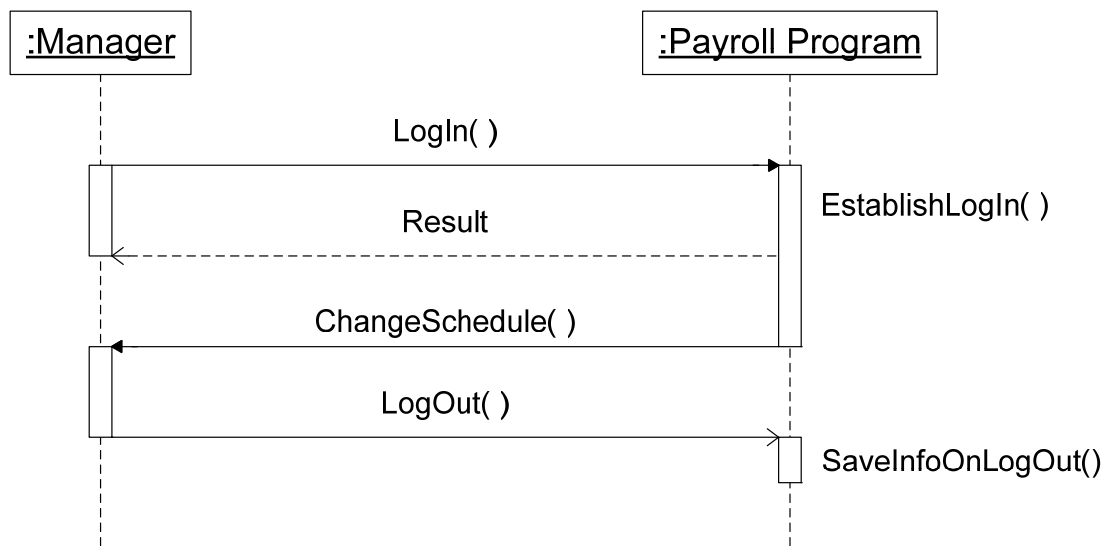 :Manager
:Payroll Program
LogIn( )
EstablishLogIn( )
Result
ChangeSchedule( )
LogOut( )
SaveInfoOnLogOut()